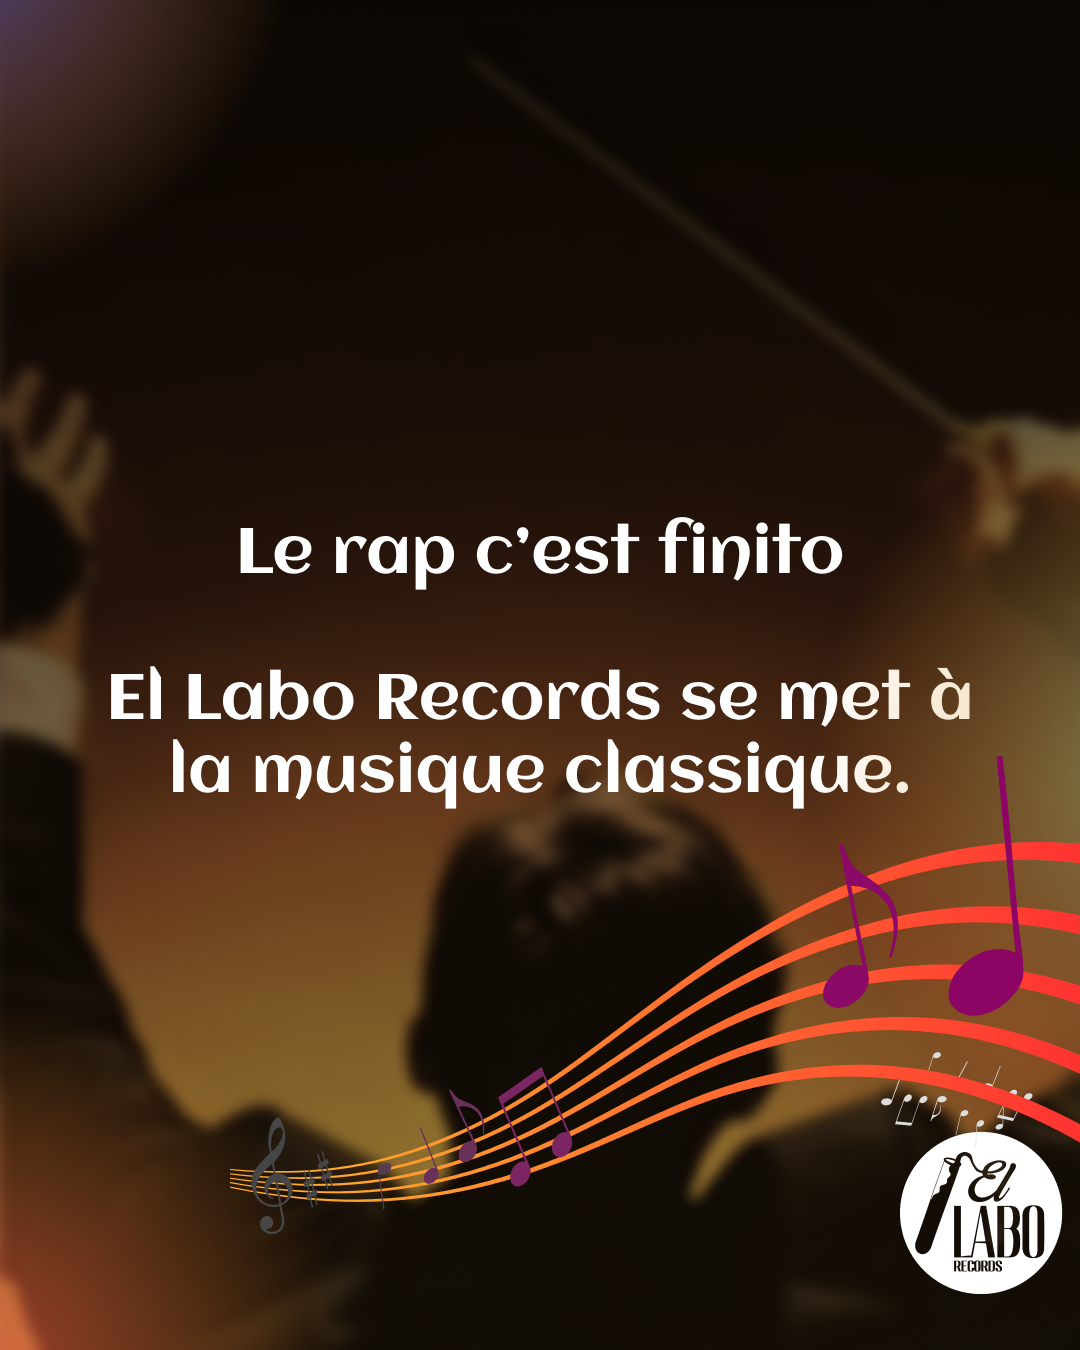 Le rap c’est finito
El Labo Records se met à
la musique classique.
El
LABO
RECORDS